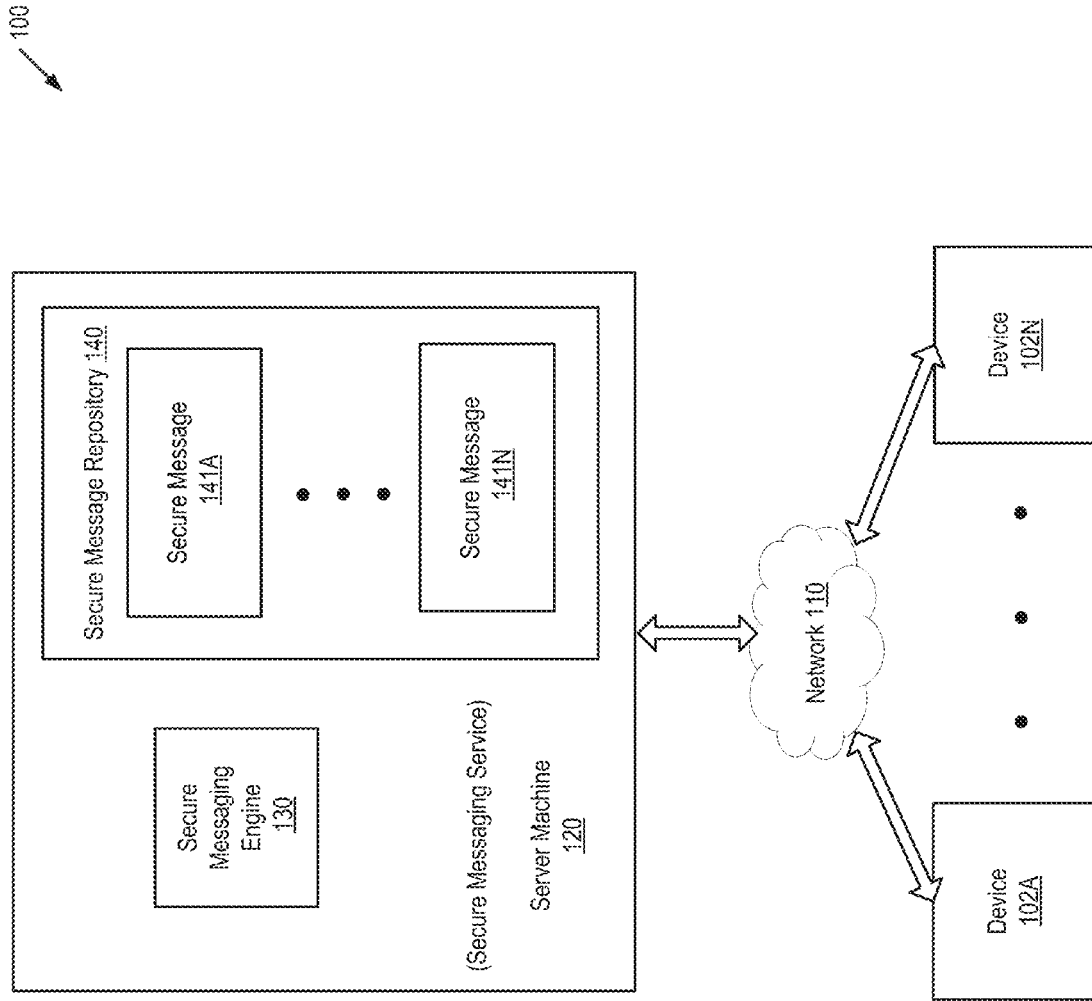 100
Secure Message Repository 140
Secure Message
141A
Secure Message
141N
Secure
Messaging
Engine
130
(Secure Messaging Service)
Server Machine
120
Network 110
Device
102A
Device
102N